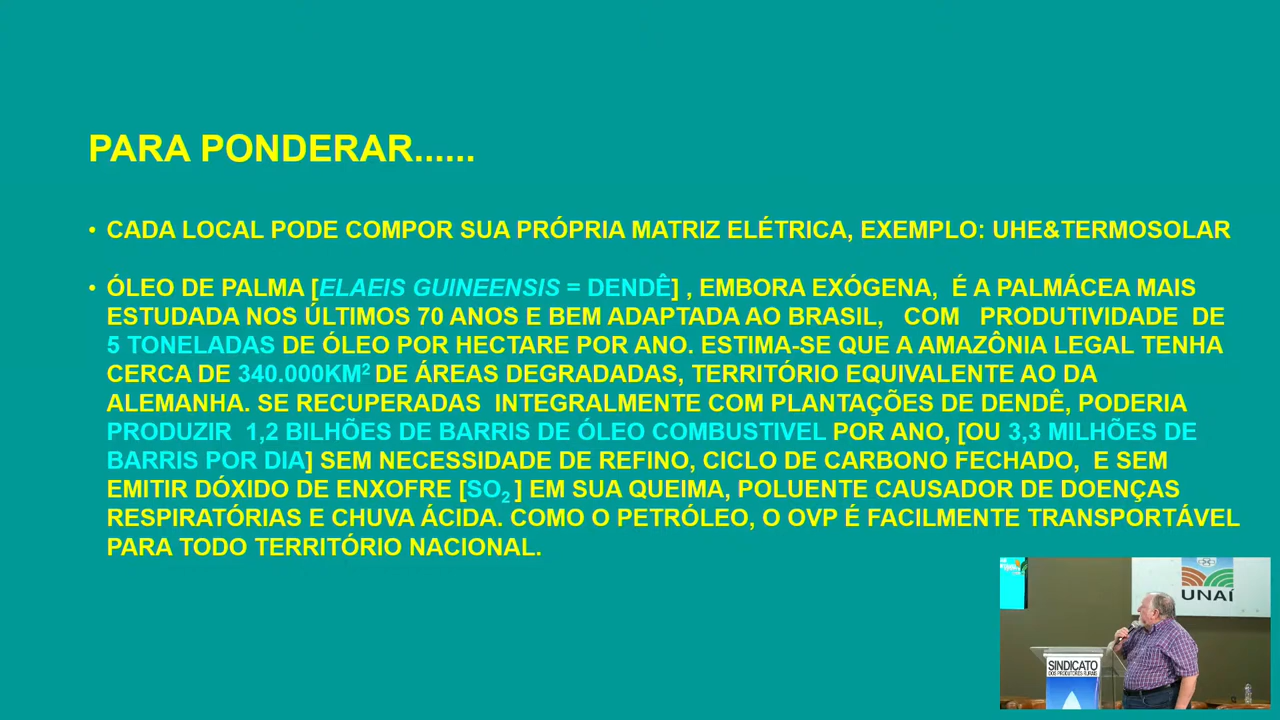 PARA PONDERAR......
• CADA LOCAL PODE COMPOR SUA PRÓPRIA MATRIZ ELÉTRICA, EXEMPLO: UHE&TERMOSOLAR
• ÓLEO DE PALMA [ELAEIS GUINEENSIS = DENDÊ] , EMBORA EXÓGENA, É A PALMÁCEA MAIS
ESTUDADA NOS ÚLTIMOS 70 ANOS E BEM ADAPTADA AO BRASIL, COM PRODUTIVIDADE DE
5 TONELADAS DE ÓLEO POR HECTARE POR ANO. ESTIMA-SE QUE A AMAZÔNIA LEGAL TENHA
CERCA DE 340.000KM² DE ÁREAS DEGRADADAS, TERRITÓRIO EQUIVALENTE AO DA
ALEMANHA. SE RECUPERADAS INTEGRALMENTE COM PLANTAÇÕES DE DENDÊ, PODERIA
PRODUZIR 1,2 BILHÕES DE BARRIS DE ÓLEO COMBUSTIVEL POR ANO, [OU 3,3 MILHÕES DE
BARRIS POR DIA] SEM NECESSIDADE DE REFINO, CICLO DE CARBONO FECHADO, E SEM
EMITIR DÓXIDO DE ENXOFRE [SO₂ ] EM SUA QUEIMA, POLUENTE CAUSADOR DE DOENÇAS
RESPIRATÓRIAS E CHUVA ÁCIDA. COMO O PETRÓLEO, O OVP É FACILMENTE TRANSPORTÁVEL
PARA TODO TERRITÓRIO NACIONAL.
UNAÍ
SINDICATO
DOS PRODUTORES RURAIS